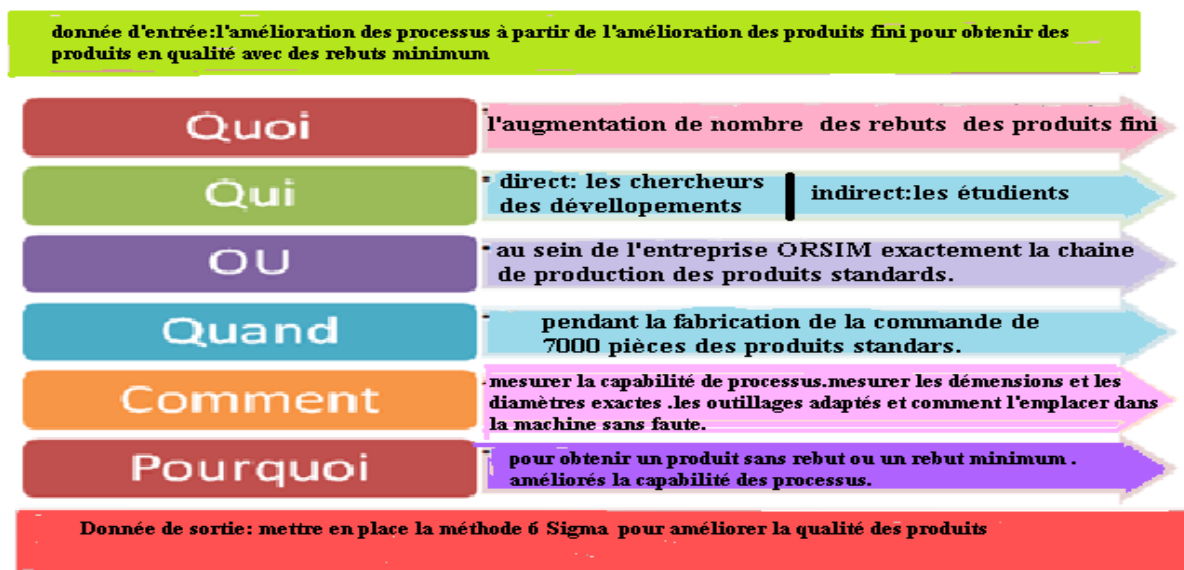 donnée d'entrée:l'amélioration des processus à partir de l'amélioration des produits fini pour obtenir des
produits en qualité avec des rebuts minimum
Quoi
l'augmentation de nombre des rebuts des produits fini
Qui
direct: les chercheurs
des dévellopements
indirect:les étudients
OU
au sein de l'entreprise ORSIM exactement la chaine
de production des produits standards.
Quand
pendant la fabrication de la commande de
7000 pièces des produits standars.
Comment
mesurer la capabilité de processus.mesurer les démensions et les
diamètres exactes .les outillages adaptés et comment l'emplacer dans
la machine sans faute.
Pourquoi
pour obtenir un produit sans rebut ou un rebut minimum .
améliorés la capabilité des processus.
Donnée de sortie: mettre en place la méthode 6 Sigma pour améliorer la qualité des produits